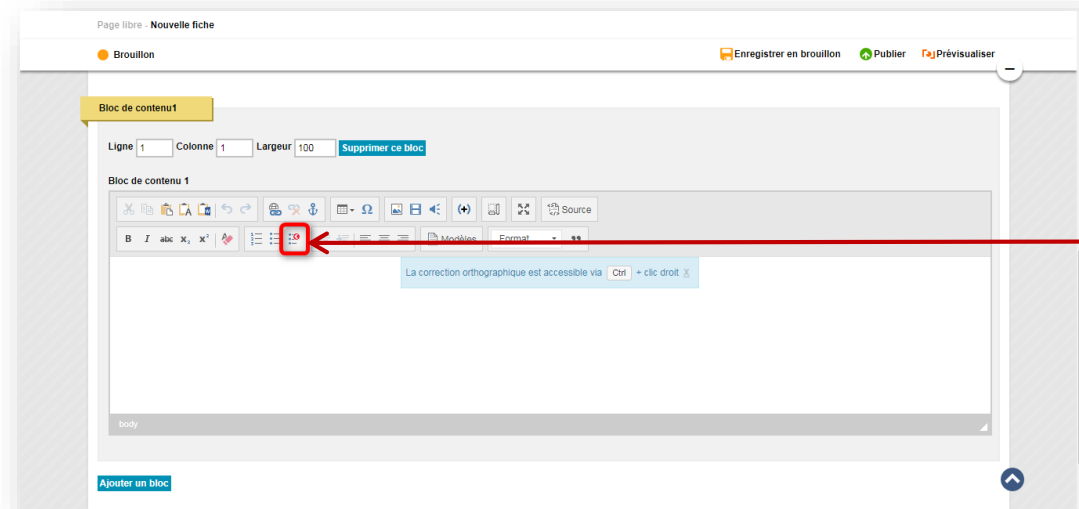 Page libre - Nouvelle fiche
Brouillon Enregistrer en brouillon Publier Prévisualiser
Bloc de contenu1
Ligne 1 Colonne 1 Largeur 100 Supprimer ce bloc
Bloc de contenu 1
Ω (+) Source
B I abc x₂ x² Modèles Format
La correction orthographique est accessible via Ctrl + clic droit
body
Ajouter un bloc